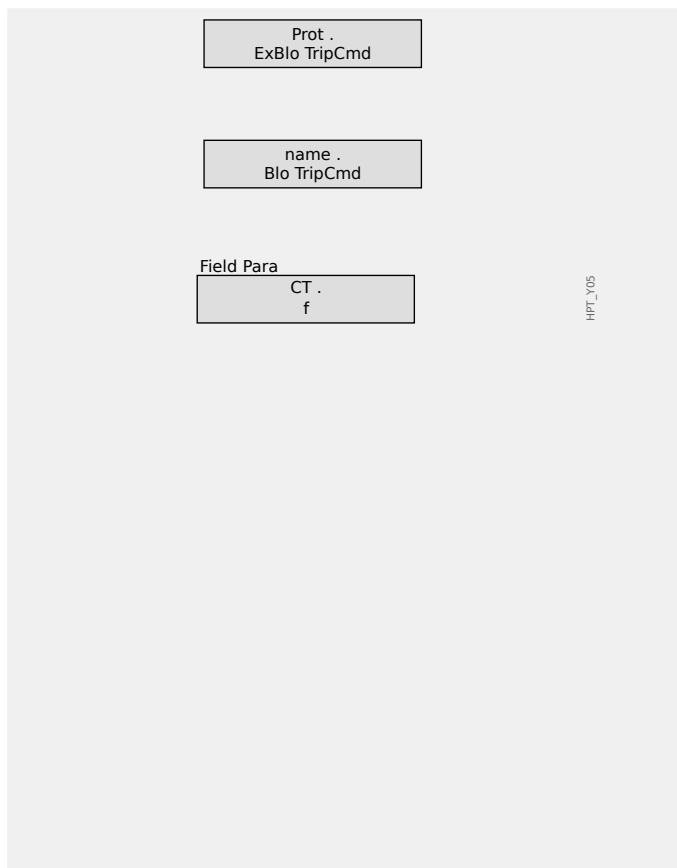 Prot .
ExBlo TripCmd
name .
Blo TripCmd
Field Para
CT .
f
HPT_Y05